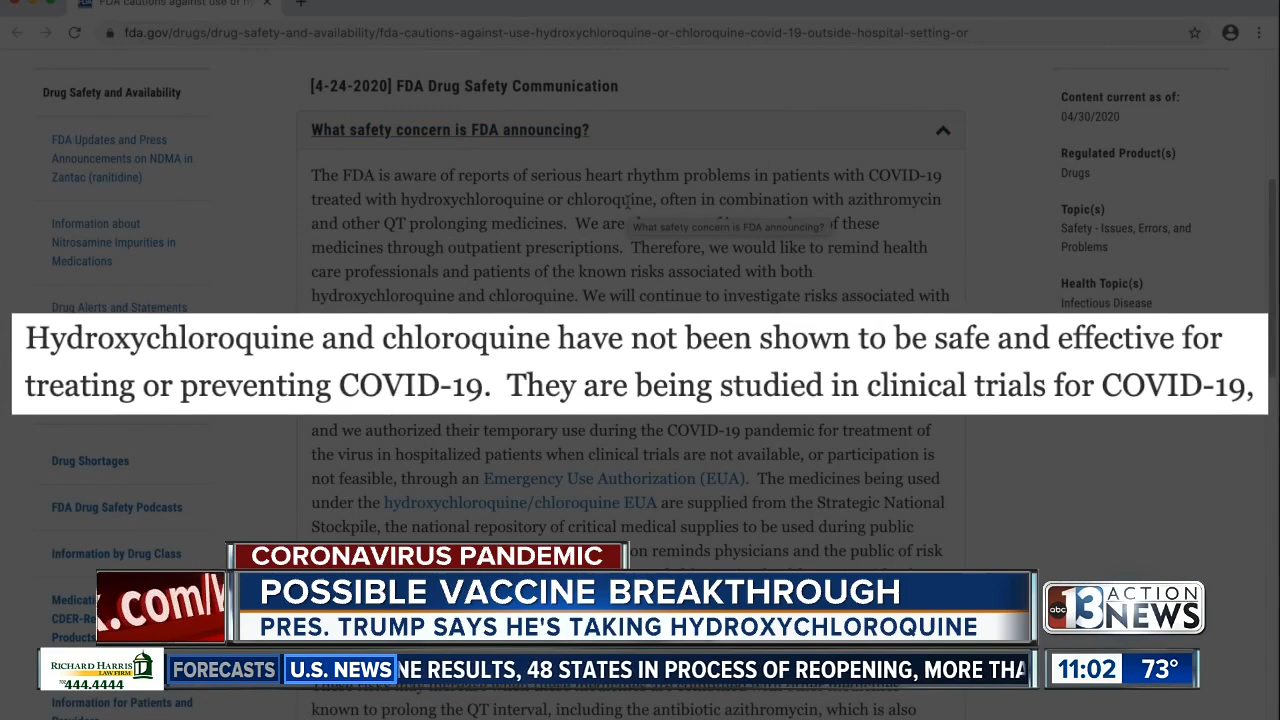 FDA cautions against use of hy
fda.gov/drugs/drug-safety-and-availability/fda-cautions-against-use-hydroxychloroquine-or-chloroquine-covid-19-outside-hospital-setting-or
Drug Safety and Availability
FDA Updates and Press
Announcements on NDMA in
Zantac (ranitidine)
Information about
Nitrosamine Impurities in
Medications
Drug Alerts and Statements
[4-24-2020] FDA Drug Safety Communication
What safety concern is FDA announcing?
The FDA is aware of reports of serious heart rhythm problems in patients with COVID-19
treated with hydroxychloroquine or chloroquine, often in combination with azithromycin
and other QT prolonging medicines. We are of these
What safety concern is FDA announcing?
medicines through outpatient prescriptions. Therefore, we would like to remind health
care professionals and patients of the known risks associated with both
hydroxychloroquine and chloroquine. We will continue to investigate risks associated with
Content current as of:
04/30/2020
Regulated Product(s)
Drugs
Topic(s)
Safety - Issues, Errors, and
Problems
Health Topic(s)
Infectious Disease
Hydroxychloroquine and chloroquine have not been shown to be safe and effective for
treating or preventing COVID-19. They are being studied in clinical trials for COVID-19,
and we authorized their temporary use during the COVID-19 pandemic for treatment of
the virus in hospitalized patients when clinical trials are not available, or participation is
not feasible, through an Emergency Use Authorization (EUA). The medicines being used
under the hydroxychloroquine/chloroquine EUA are supplied from the Strategic National
Stockpile, the national repository of critical medical supplies to be used during public
on reminds physicians and the public of risk
Drug Shortages
FDA Drug Safety Podcasts
Information by Drug Class
Medicati
CDER-Re
Products
Information for Patients and
Providers
CORONAVIRUS PANDEMIC
.com/
POSSIBLE VACCINE BREAKTHROUGH
PRES. TRUMP SAYS HE'S TAKING HYDROXYCHLOROQUINE
abc 13 ACTION NEWS
RICHARD HARRIS
LAW FIRM
702 444.4444
FORECASTS
U.S. NEWS
NE RESULTS, 48 STATES IN PROCESS OF REOPENING, MORE THA
11:02 73°
known to prolong the QT interval, including the antibiotic azithromycin, which is also